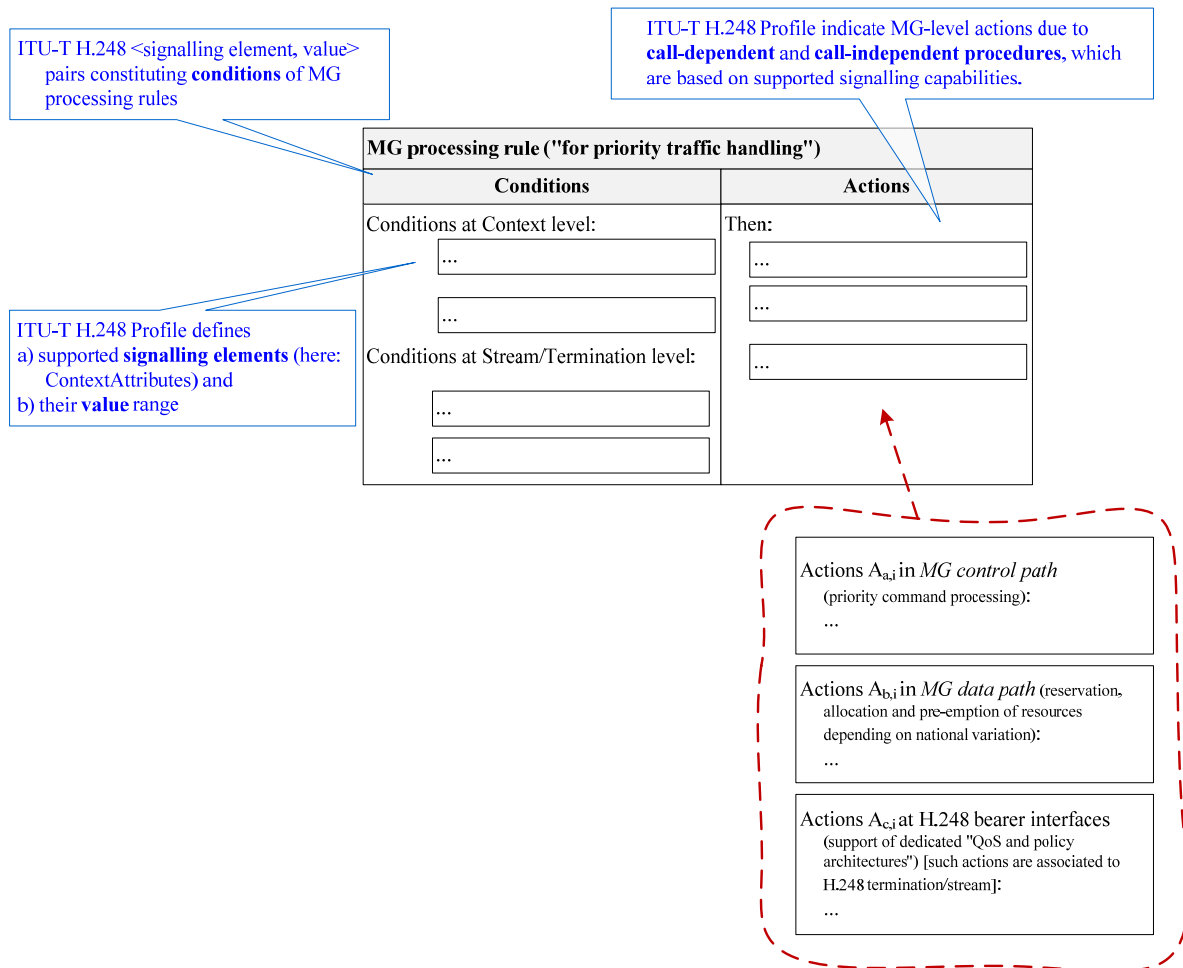 ITU-T H.248 <signalling element, value>
pairs constituting conditions of MG
processing rules
ITU-T H.248 Profile indicate MG-level actions due to
call-dependent and call-independent procedures, which
are based on supported signalling capabilities.
MG processing rule ("for priority traffic handling")
Conditions
Actions
Conditions at Context level:
...
...
Conditions at Stream/Termination level:
...
...
Then:
...
...
...
ITU-T H.248 Profile defines
a) supported signalling elements (here:
ContextAttributes) and
b) their value range
Actions Aa,i in MG control path
(priority command processing):
...
Actions Ab,i in MG data path (reservation,
allocation and pre-emption of resources
depending on national variation):
...
Actions Ac,i at H.248 bearer interfaces
(support of dedicated "QoS and policy
architectures") [such actions are associated to
H.248 termination/stream]:
...